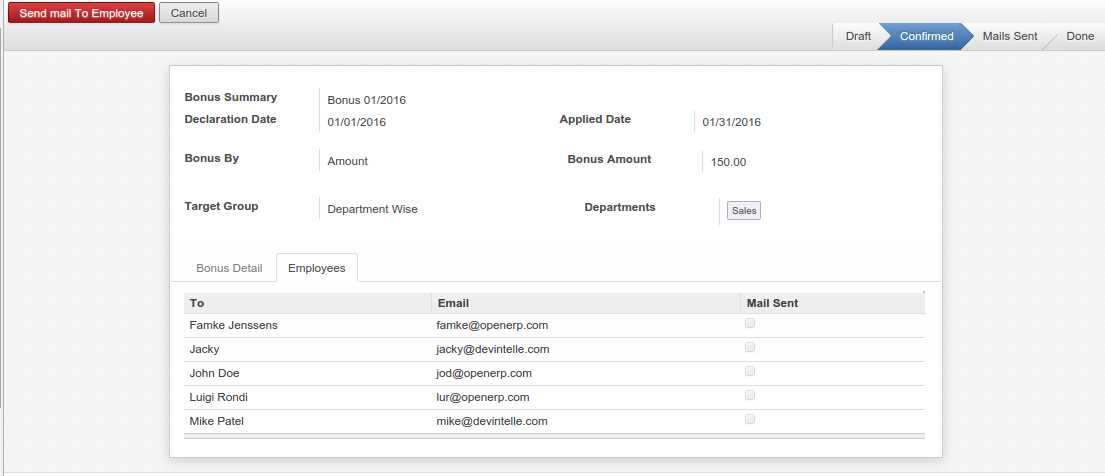 Send mail To Employee Cancel
Draft Confirmed Mails Sent Done
Bonus Summary Bonus 01/2016
Declaration Date 01/01/2016 Applied Date 01/31/2016
Bonus By Amount Bonus Amount 150.00
Target Group Department Wise Departments Sales
Bonus Detail Employees
To Email Mail Sent
Famke Jenssens famke@openerp.com
Jacky jacky@devintelle.com
John Doe jod@openerp.com
Luigi Rondi lur@openerp.com
Mike Patel mike@devintelle.com